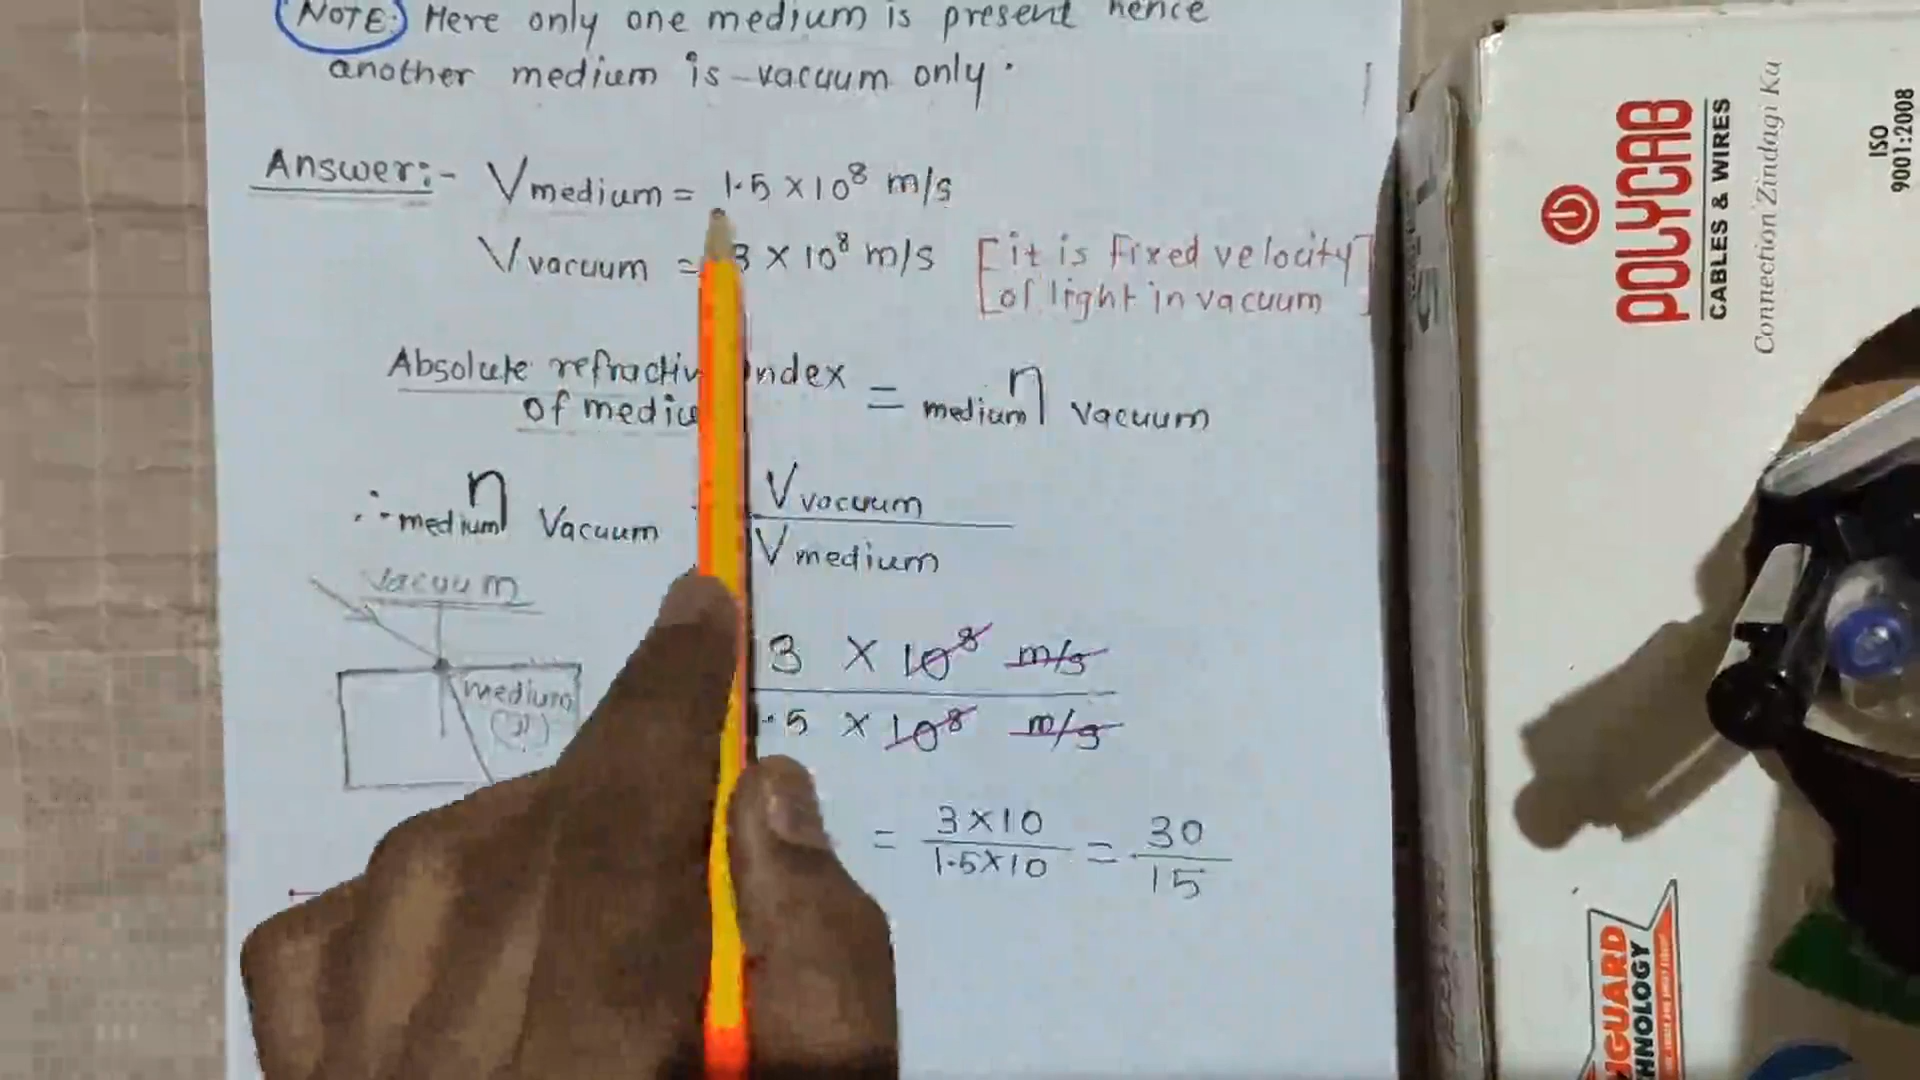 NOTE: Here only one medium is present hence
another medium is vacuum only.
Answer:- Vmedium = 1.5 × 10⁸ m/s
Vvacuum = 3 × 10⁸ m/s [it is fixed velocity
of light in vacuum]
Absolute refractiv ndex = medium η vacuum
of mediu
∴ medium η Vacuum Vvacuum
Vmedium
vacuum
medium
3 × 10⁸ m/s
.5 × 10⁸ m/s
= 3×10 / 1.5×10 = 30 / 15
POLYCAB
CABLES & WIRES
Connection Zindagi Ka
ISO
9001:2008
UGUARD
HNOLOGY